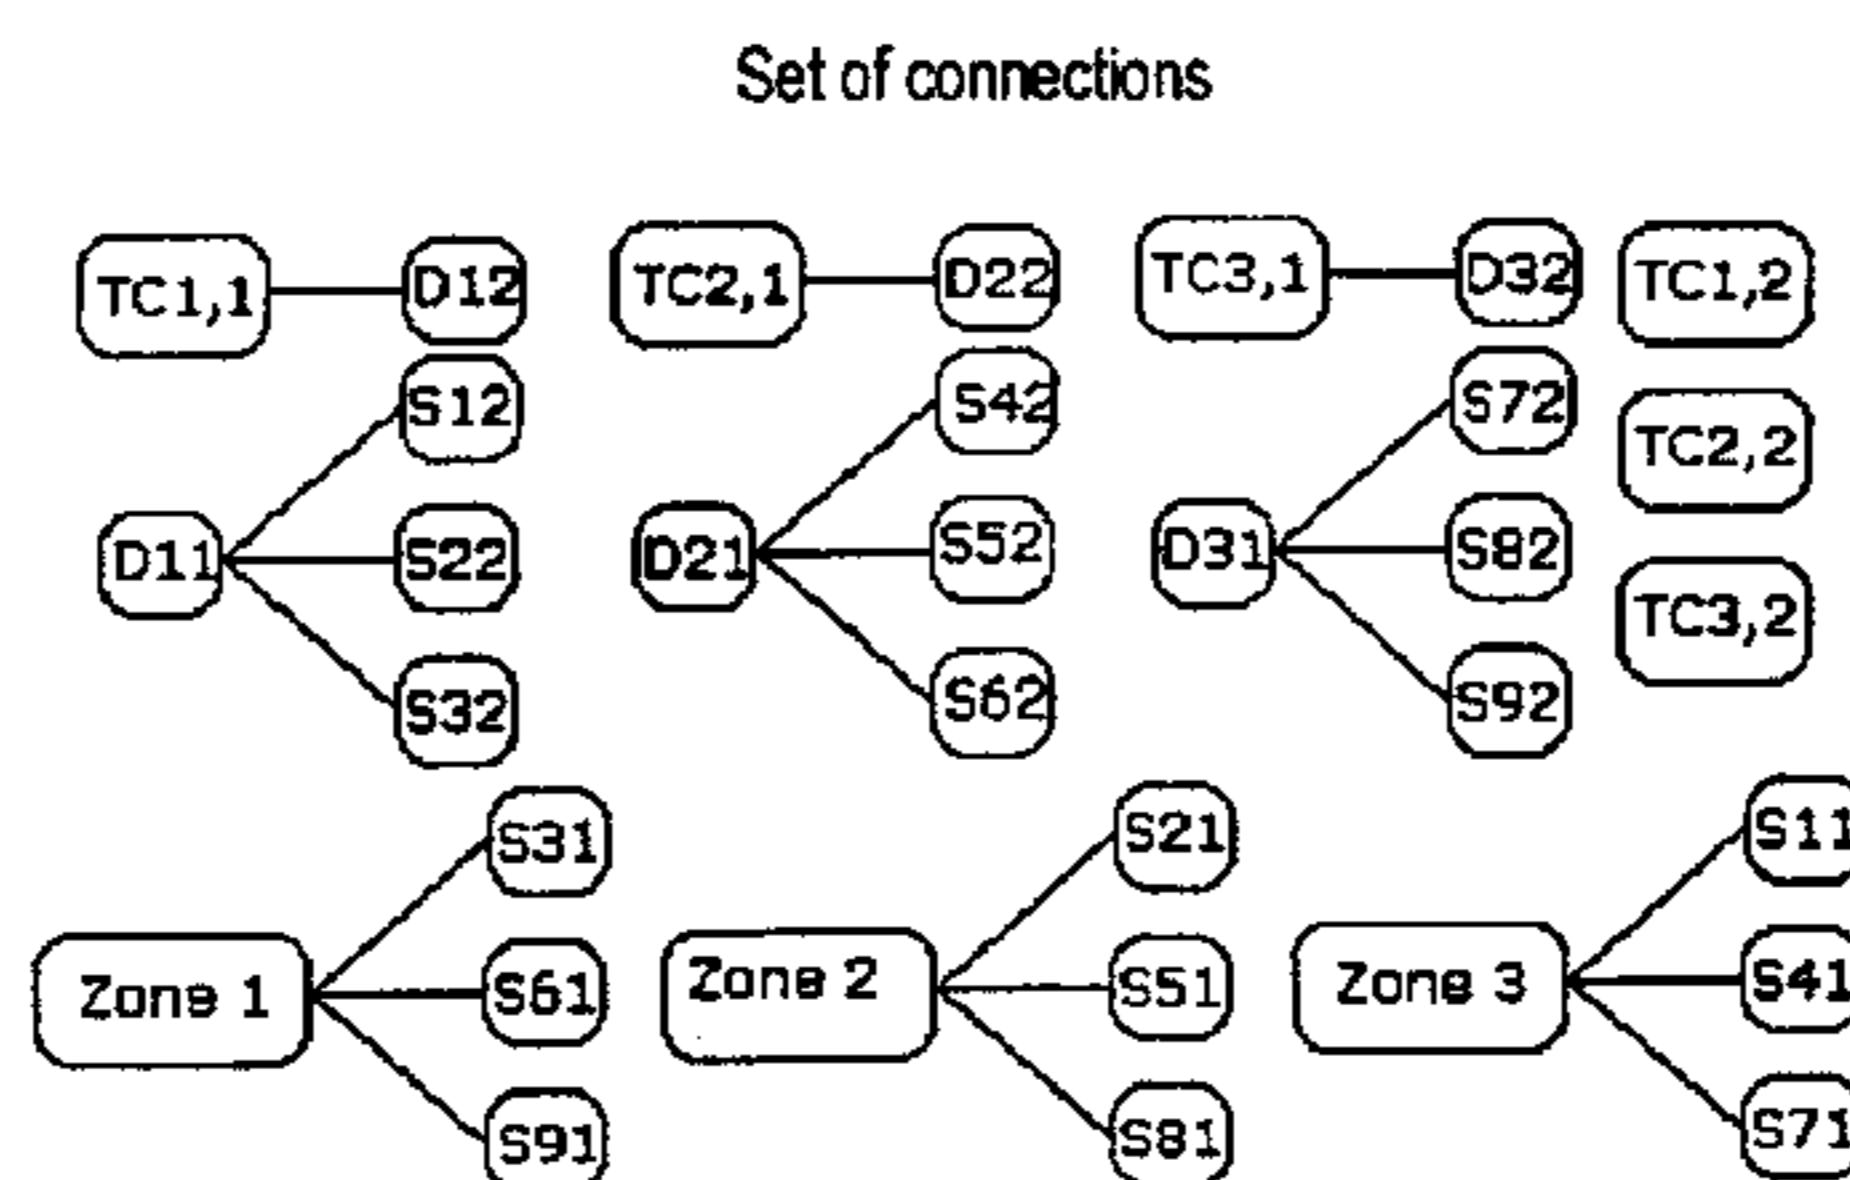 Set of connections
TC1,1
D12
TC2,1
D22
TC3,1
D32
TC1,2
S12
S42
S72
TC2,2
D11
S22
D21
S52
D31
S82
TC3,2
S32
S62
S92
S31
S21
S11
Zone 1
S61
Zone 2
S51
Zone 3
S41
S91
S81
S71